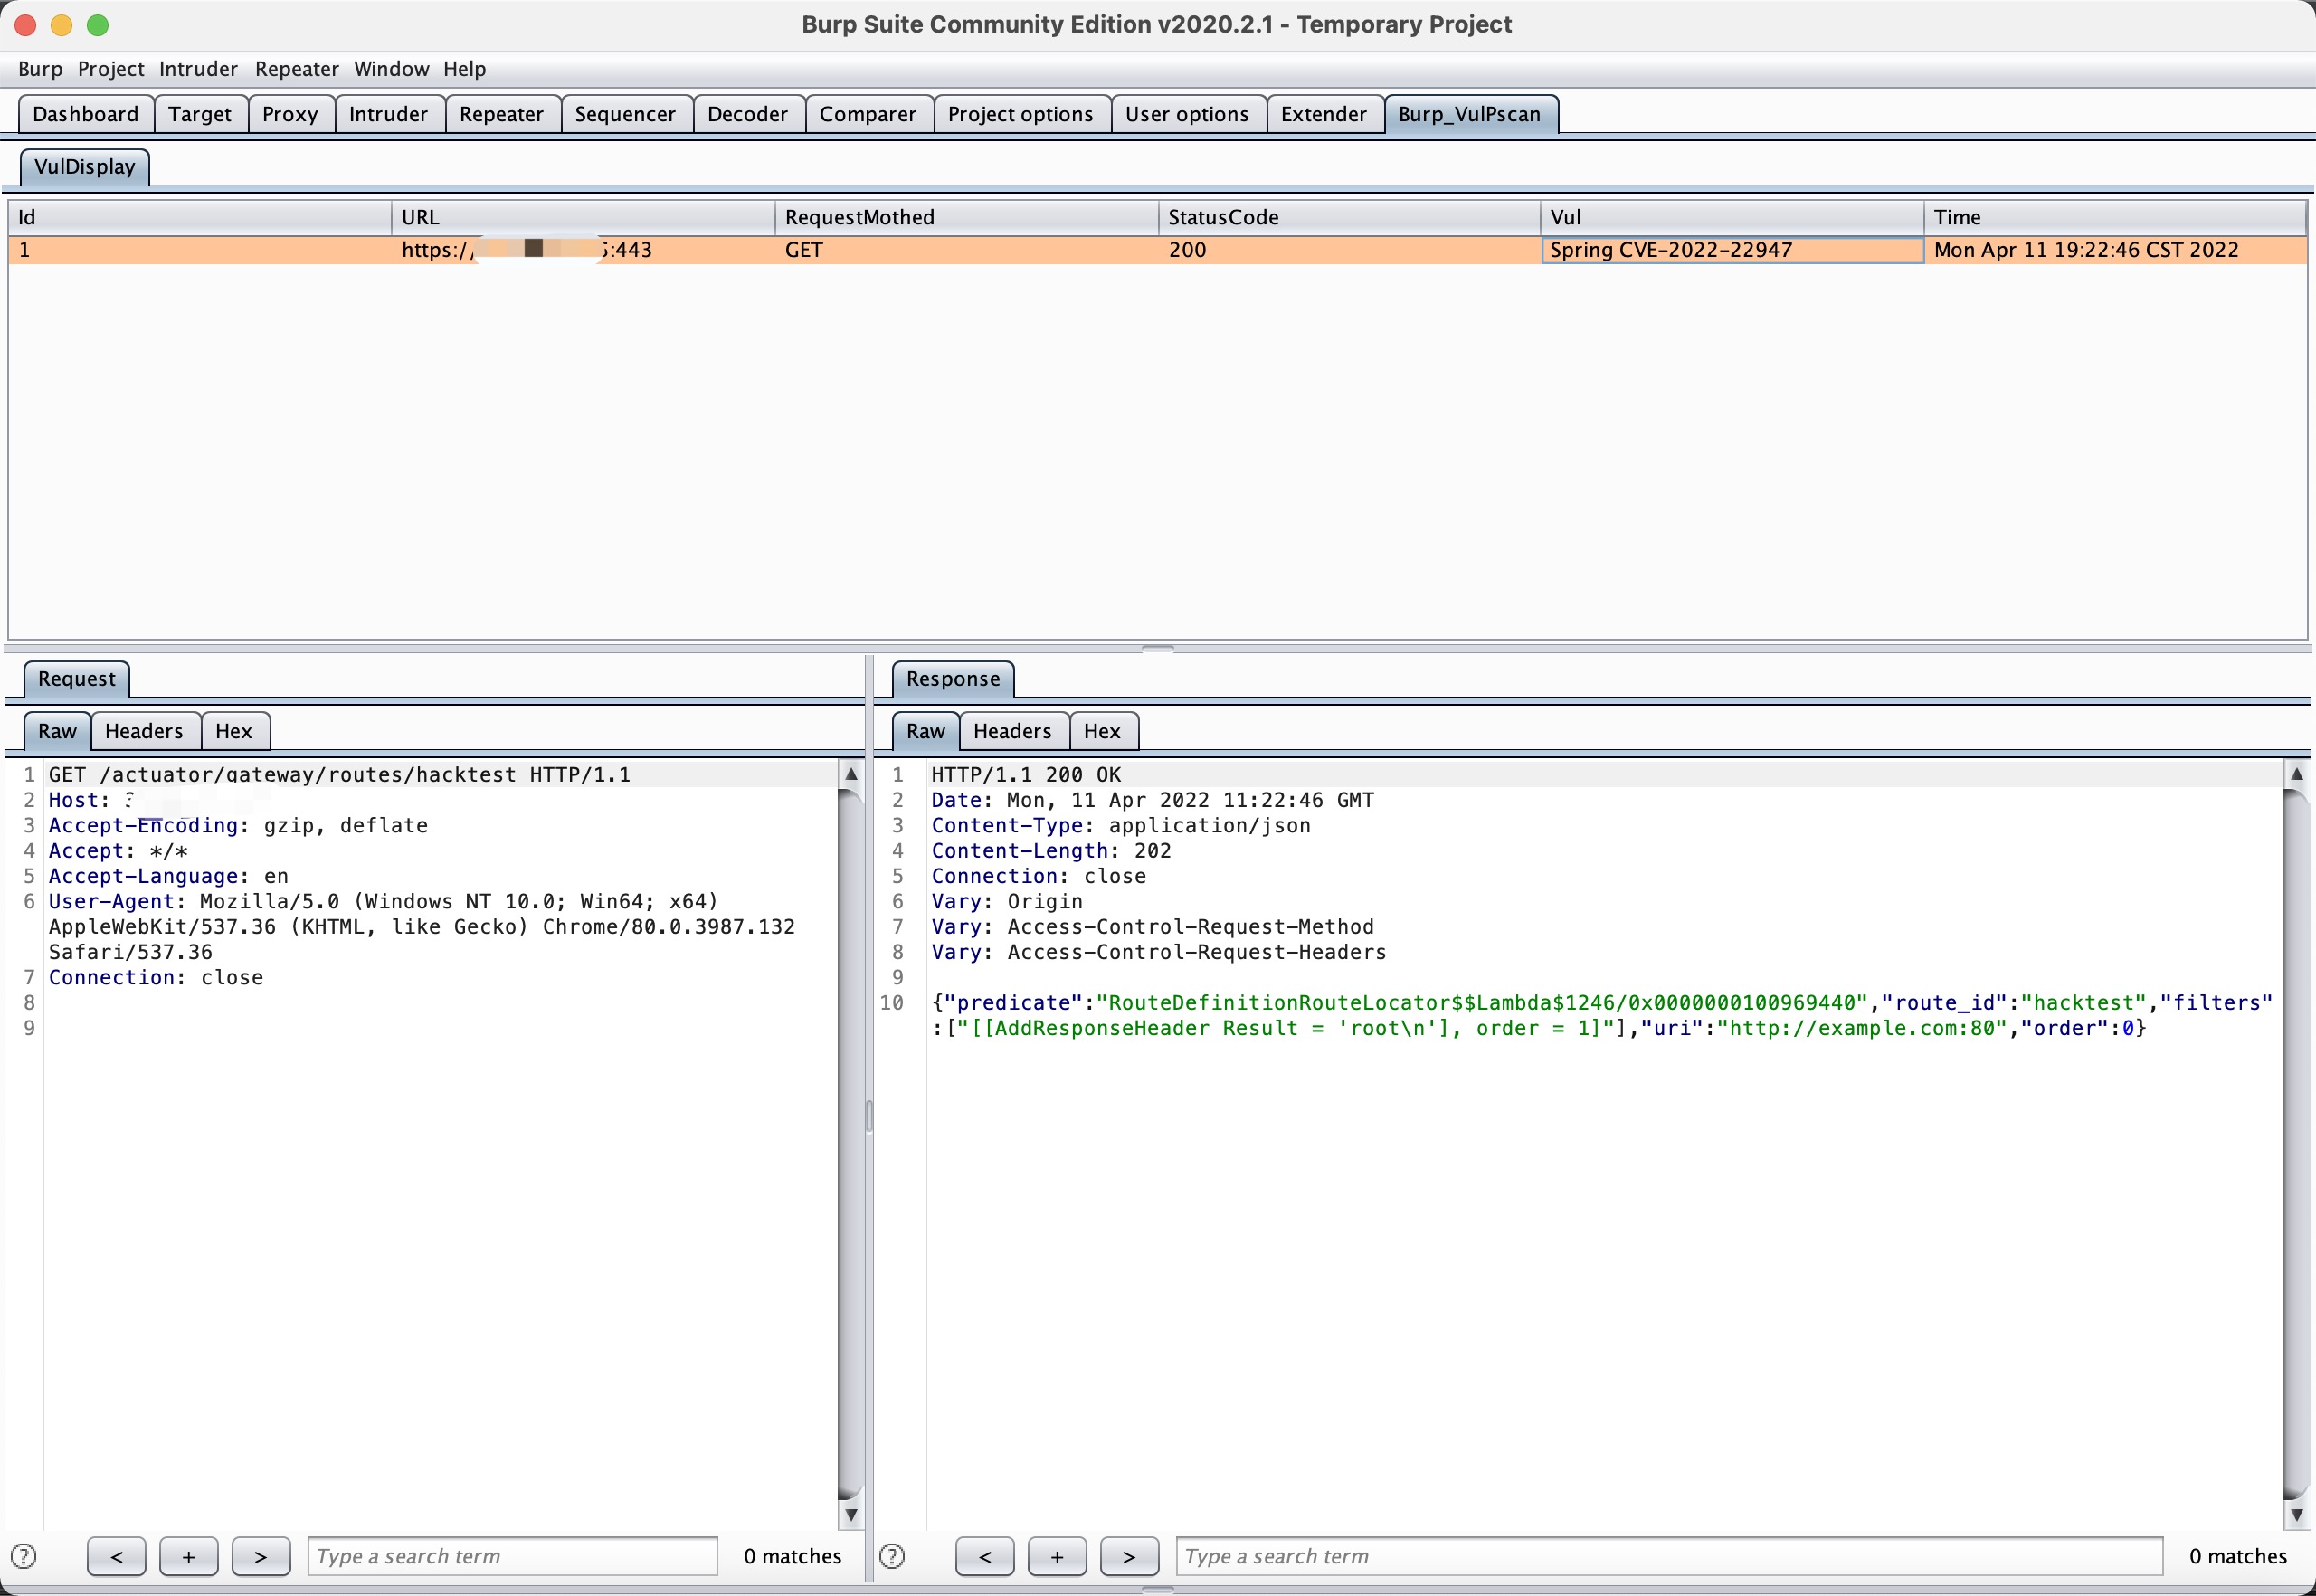 Burp Suite Community Edition v2020.2.1 - Temporary Project
Burp Project Intruder Repeater Window Help
Dashboard Target Proxy Intruder Repeater Sequencer Decoder Comparer Project options User options Extender Burp_VulPscan
VulDisplay
Id URL RequestMothed StatusCode Vul Time
1 https:/ :443 GET 200 Spring CVE-2022-22947 Mon Apr 11 19:22:46 CST 2022
Request
Raw Headers Hex
1 GET /actuator/gateway/routes/hacktest HTTP/1.1
2 Host:
3 Accept-Encoding: gzip, deflate
4 Accept: */*
5 Accept-Language: en
6 User-Agent: Mozilla/5.0 (Windows NT 10.0; Win64; x64)
AppleWebKit/537.36 (KHTML, like Gecko) Chrome/80.0.3987.132
Safari/537.36
7 Connection: close
8
9
? < + > Type a search term 0 matches
Response
Raw Headers Hex
1 HTTP/1.1 200 OK
2 Date: Mon, 11 Apr 2022 11:22:46 GMT
3 Content-Type: application/json
4 Content-Length: 202
5 Connection: close
6 Vary: Origin
7 Vary: Access-Control-Request-Method
8 Vary: Access-Control-Request-Headers
9
10 {"predicate":"RouteDefinitionRouteLocator$$Lambda$1246/0x0000000100969440","route_id":"hacktest","filters"
:["[[AddResponseHeader Result = 'root\n'], order = 1]"],"uri":"http://example.com:80","order":0}
? < + > Type a search term 0 matches